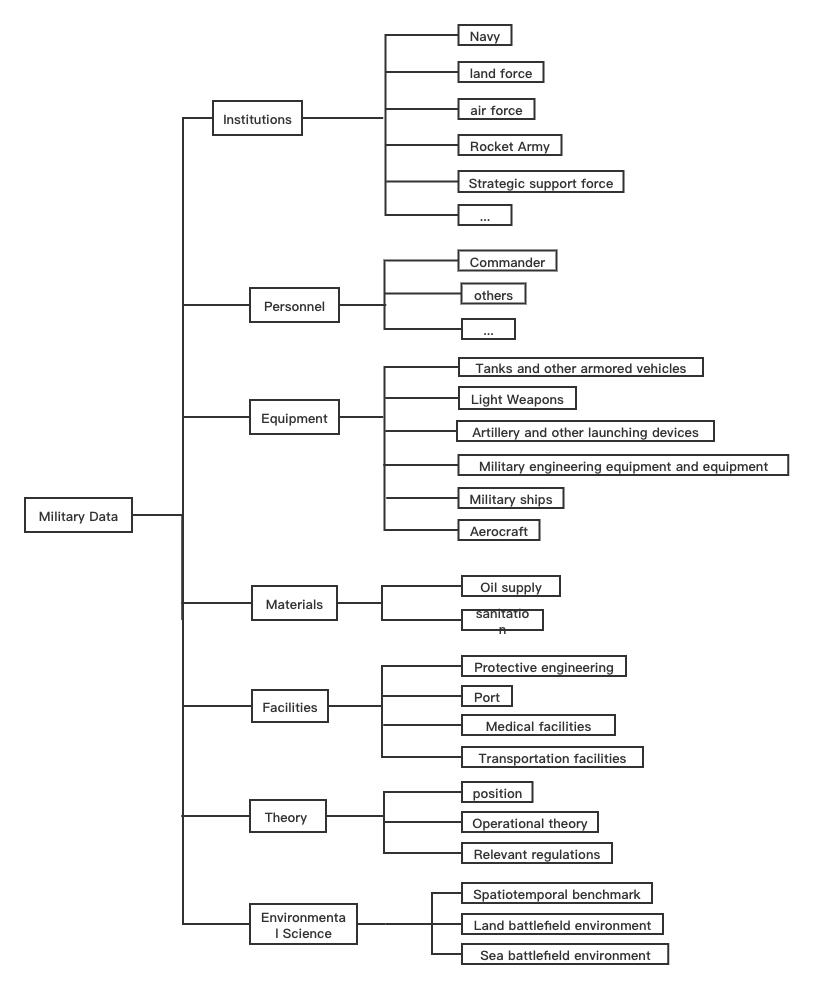 Navy
land force
air force
Institutions
Rocket Army
Strategic support force
...
Commander
Personnel
others
...
Tanks and other armored vehicles
Light Weapons
Equipment
Artillery and other launching devices
Military engineering equipment and equipment
Military ships
Military Data
Aerocraft
Oil supply
Materials
sanitatio
n
Protective engineering
Port
Facilities
Medical facilities
Transportation facilities
position
Theory
Operational theory
Relevant regulations
Spatiotemporal benchmark
Environmenta
l Science
Land battlefield environment
Sea battlefield environment